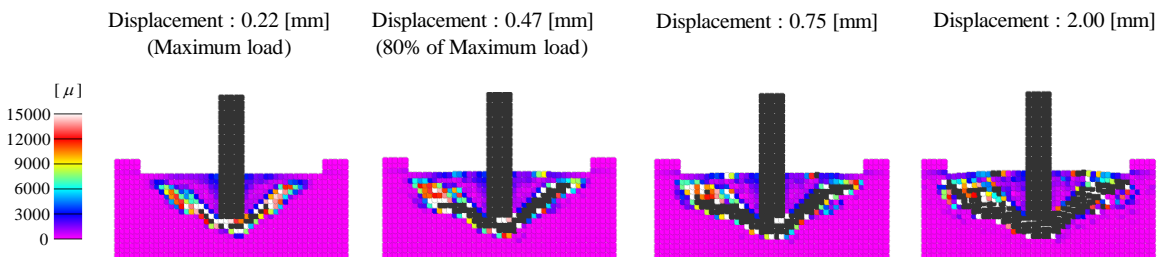 Displacement : 0.22 [mm]
(Maximum load)
Displacement : 0.47 [mm]
(80% of Maximum load)
Displacement : 0.75 [mm]
Displacement : 2.00 [mm]
[ μ ]
15000
12000
9000
6000
3000
0